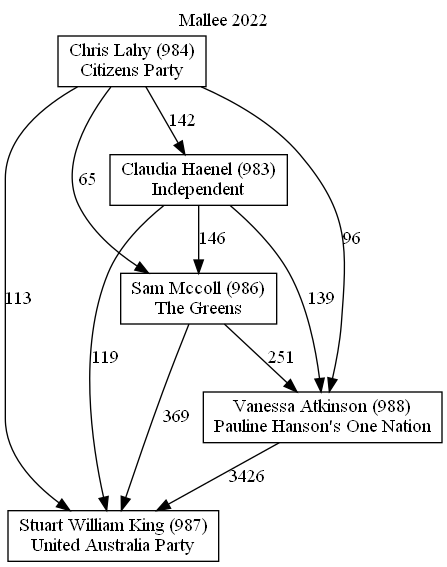 Mallee 2022
Chris Lahy (984)
Citizens Party
142
Claudia Haenel (983)
Independent
65
146
96
Sam Mccoll (986)
The Greens
113
139
119
251
369
Vanessa Atkinson (988)
Pauline Hanson's One Nation
3426
Stuart William King (987)
United Australia Party